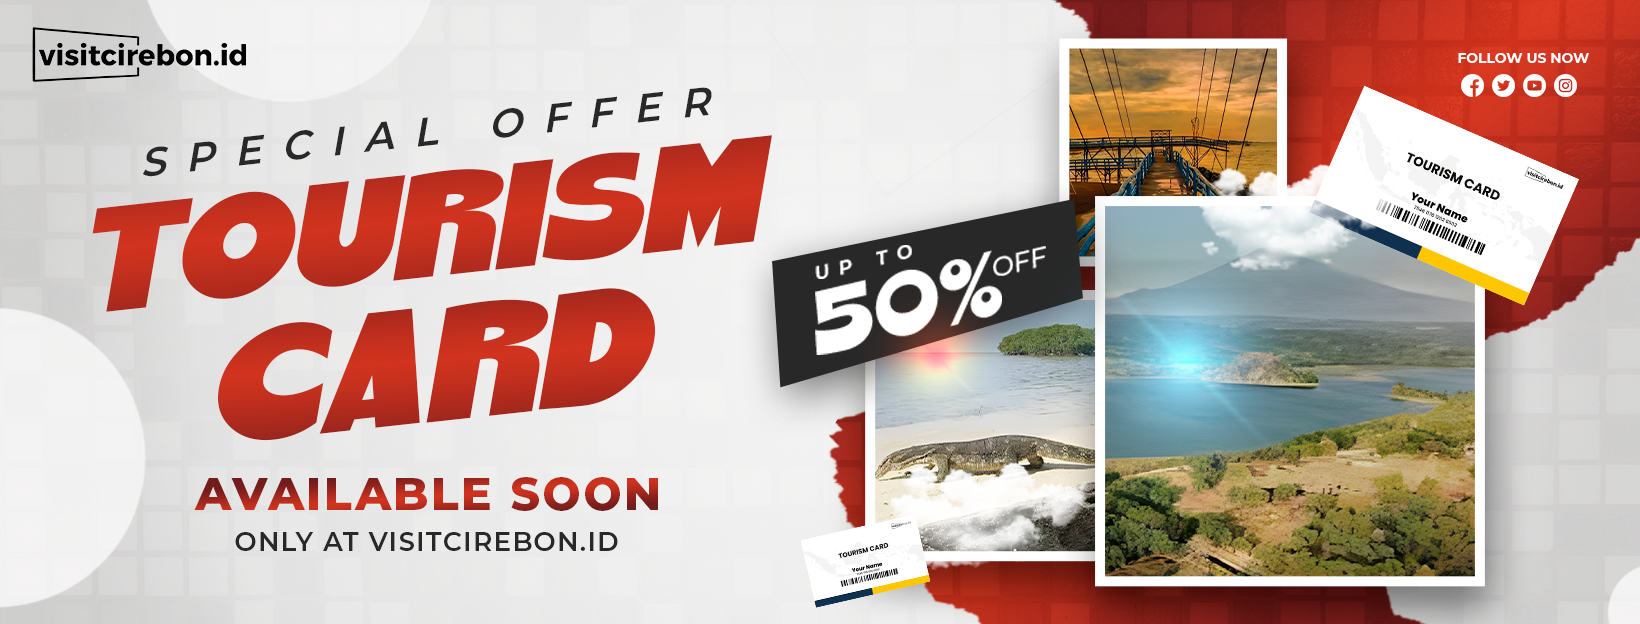 visitcirebon.id
SPECIAL OFFER
TOURISM
CARD
AVAILABLE SOON
ONLY AT VISITCIREBON.ID
UP TO
50% OFF
FOLLOW US NOW
TOURISM CARD
visitcirebon.id
Your Name
TOURISM CARD
Your Name